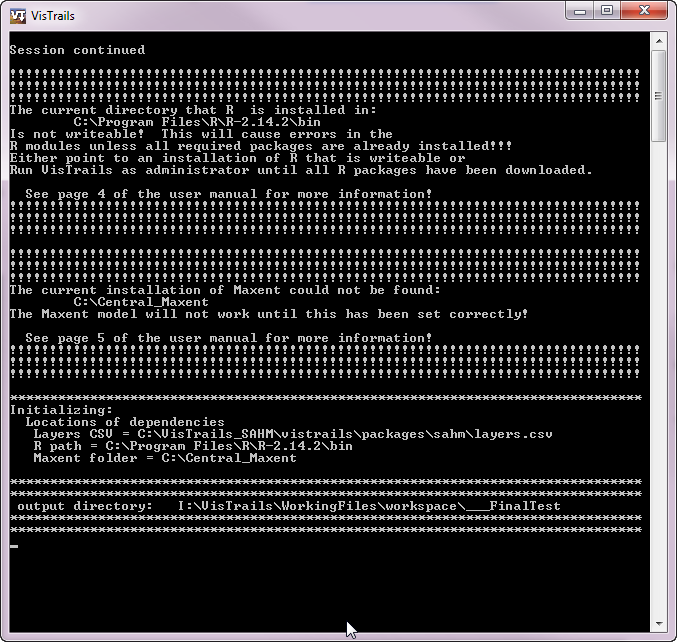 VisTrails
Session continued
!!!!!!!!!!!!!!!!!!!!!!!!!!!!!!!!!!!!!!!!!!!!!!!!!!!!!!!!!!!!!!!!!!!!!!!!!!!!!!!
!!!!!!!!!!!!!!!!!!!!!!!!!!!!!!!!!!!!!!!!!!!!!!!!!!!!!!!!!!!!!!!!!!!!!!!!!!!!!!!
!!!!!!!!!!!!!!!!!!!!!!!!!!!!!!!!!!!!!!!!!!!!!!!!!!!!!!!!!!!!!!!!!!!!!!!!!!!!!!!
The current directory that R  is installed in:
        C:\Program Files\R\R-2.14.2\bin
Is not writeable!  This will cause errors in the
R modules unless all required packages are already installed!!!
Either point to an installation of R that is writeable or
Run VisTrails as administrator until all R packages have been downloaded.
  See page 4 of the user manual for more information!
!!!!!!!!!!!!!!!!!!!!!!!!!!!!!!!!!!!!!!!!!!!!!!!!!!!!!!!!!!!!!!!!!!!!!!!!!!!!!!!
!!!!!!!!!!!!!!!!!!!!!!!!!!!!!!!!!!!!!!!!!!!!!!!!!!!!!!!!!!!!!!!!!!!!!!!!!!!!!!!
!!!!!!!!!!!!!!!!!!!!!!!!!!!!!!!!!!!!!!!!!!!!!!!!!!!!!!!!!!!!!!!!!!!!!!!!!!!!!!!
!!!!!!!!!!!!!!!!!!!!!!!!!!!!!!!!!!!!!!!!!!!!!!!!!!!!!!!!!!!!!!!!!!!!!!!!!!!!!!!
!!!!!!!!!!!!!!!!!!!!!!!!!!!!!!!!!!!!!!!!!!!!!!!!!!!!!!!!!!!!!!!!!!!!!!!!!!!!!!!
!!!!!!!!!!!!!!!!!!!!!!!!!!!!!!!!!!!!!!!!!!!!!!!!!!!!!!!!!!!!!!!!!!!!!!!!!!!!!!!
The current installation of Maxent could not be found:
        C:\Central_Maxent
The Maxent model will not work until this has been set correctly!
  See page 5 of the user manual for more information!
!!!!!!!!!!!!!!!!!!!!!!!!!!!!!!!!!!!!!!!!!!!!!!!!!!!!!!!!!!!!!!!!!!!!!!!!!!!!!!!
!!!!!!!!!!!!!!!!!!!!!!!!!!!!!!!!!!!!!!!!!!!!!!!!!!!!!!!!!!!!!!!!!!!!!!!!!!!!!!!
!!!!!!!!!!!!!!!!!!!!!!!!!!!!!!!!!!!!!!!!!!!!!!!!!!!!!!!!!!!!!!!!!!!!!!!!!!!!!!!
*******************************************************************************
Initializing:
  Locations of dependencies
   Layers CSV = C:\VisTrails_SAHM\vistrails\packages\sahm\layers.csv
   R path = C:\Program Files\R\R-2.14.2\bin
   Maxent folder = C:\Central_Maxent
*******************************************************************************
*******************************************************************************
 output directory:   I:\VisTrails\WorkingFiles\workspace\___FinalTest
*******************************************************************************
*******************************************************************************